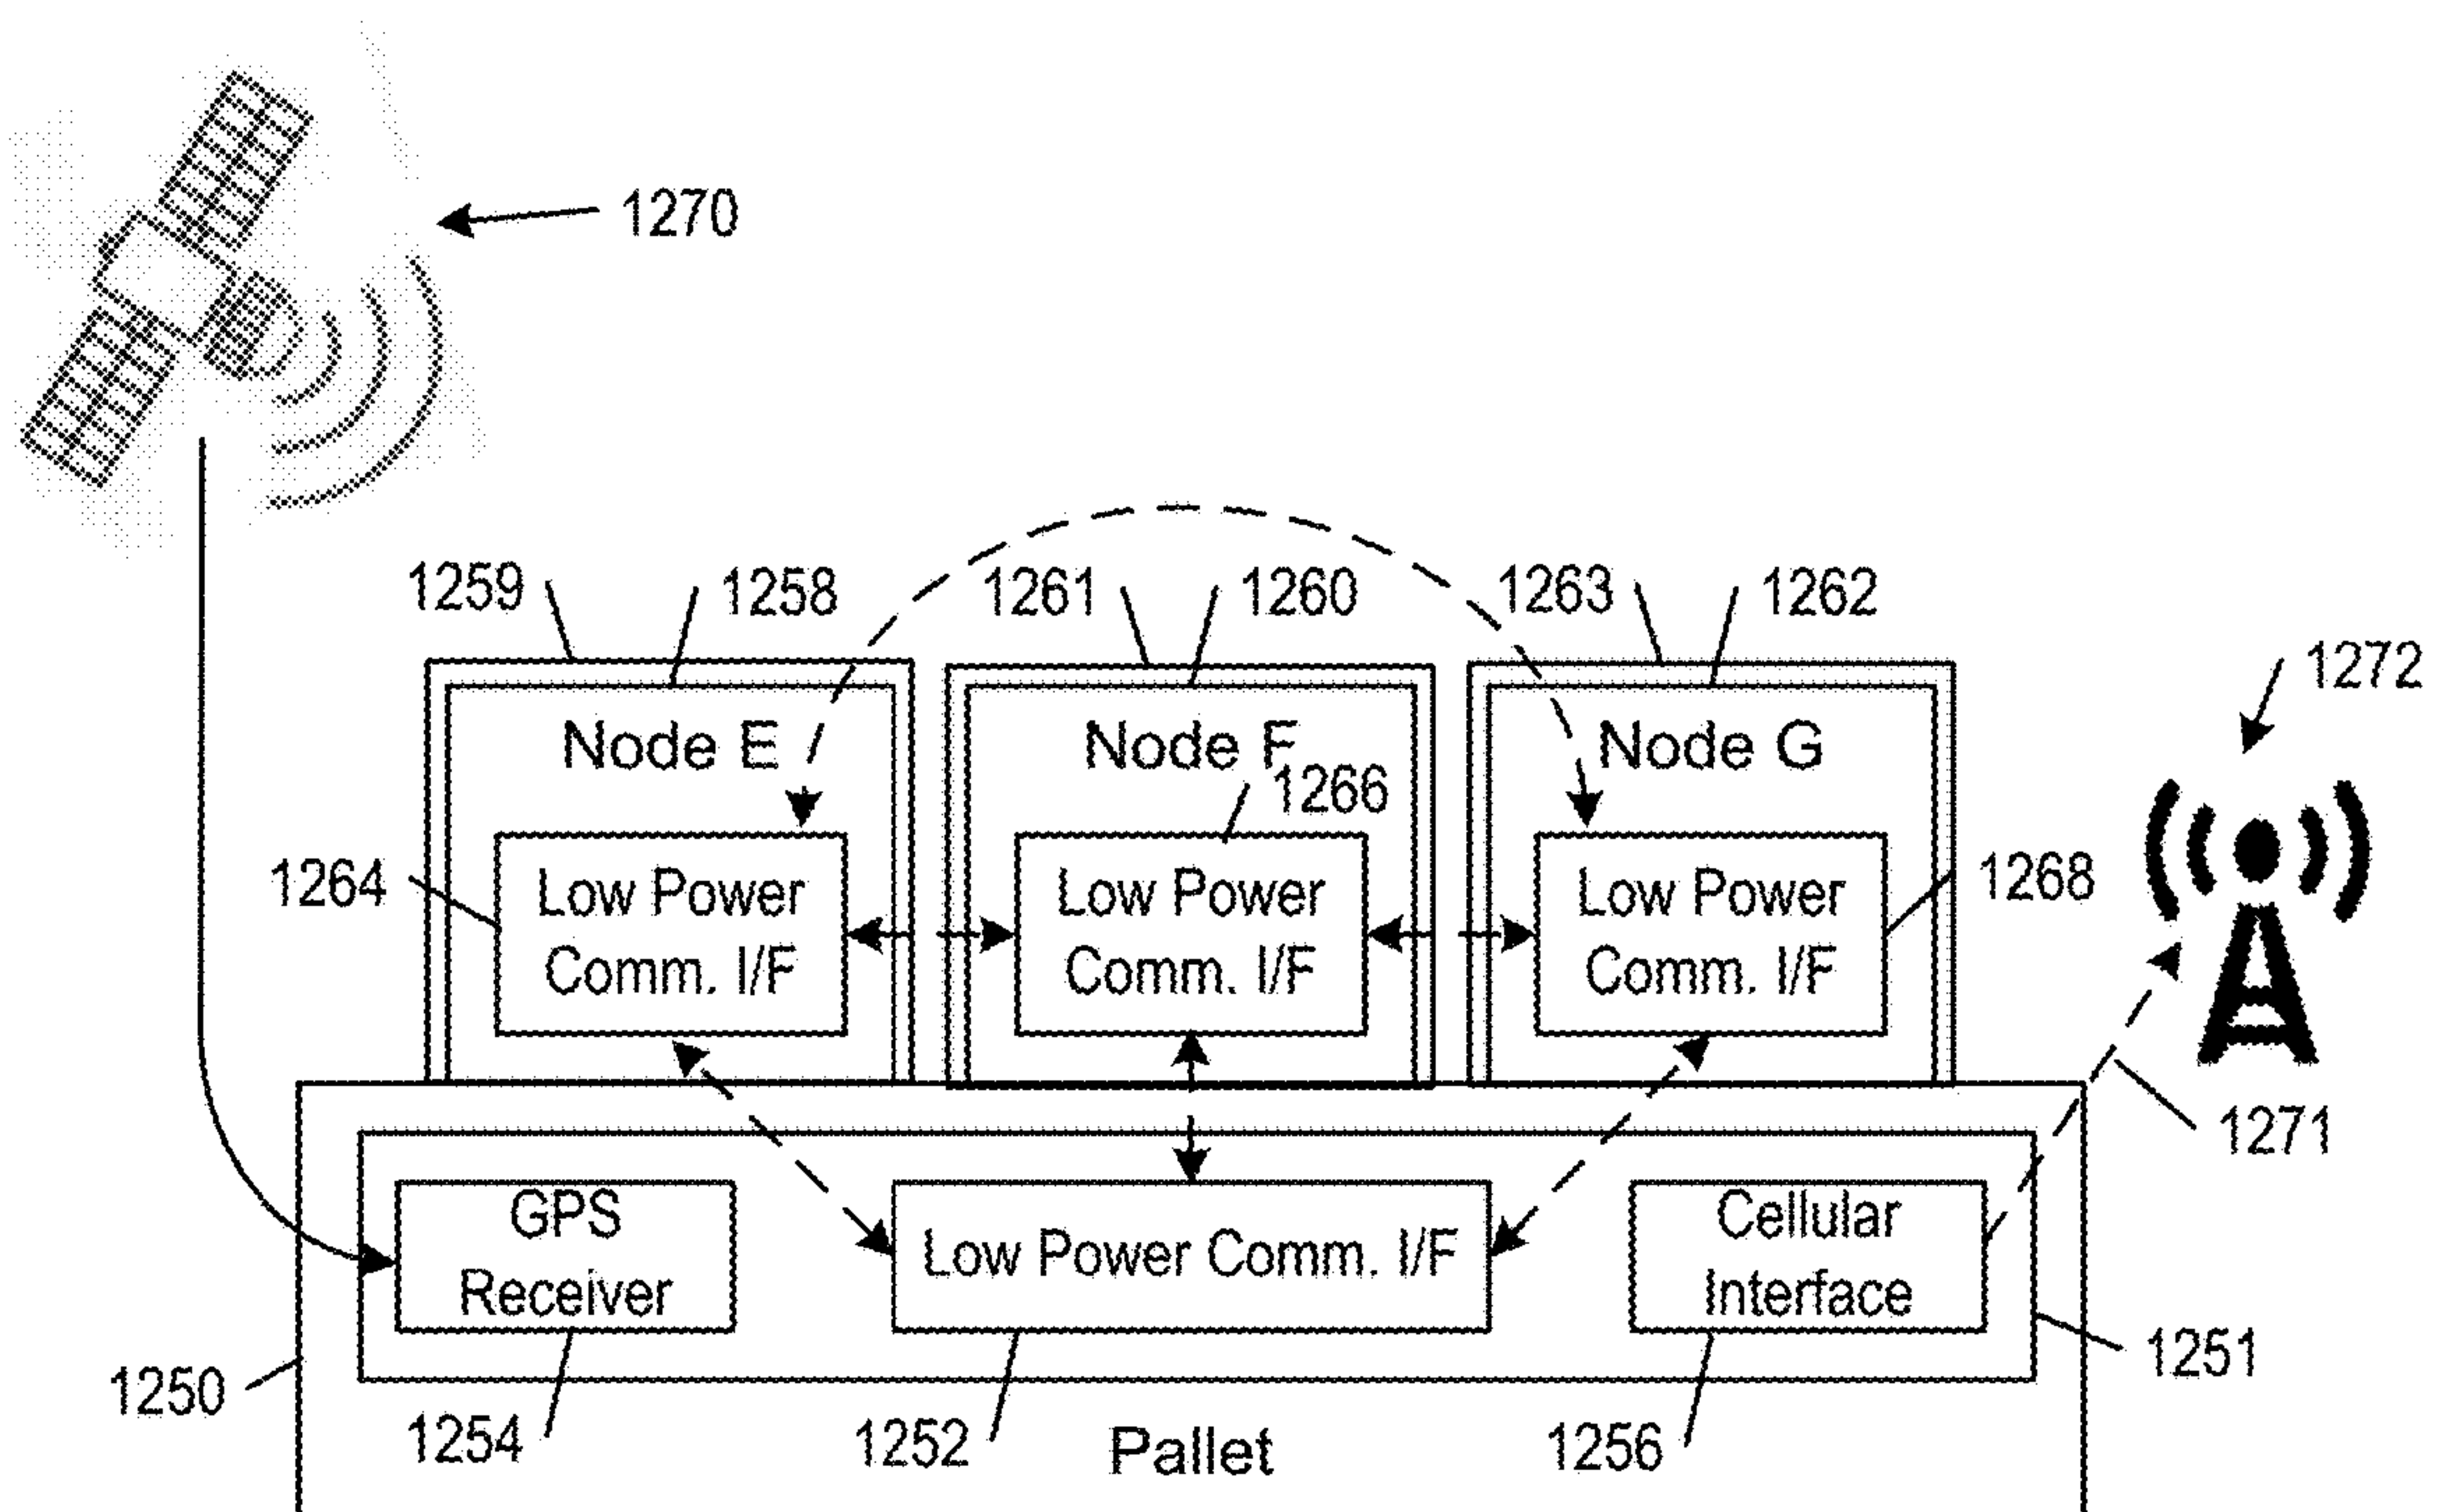 1270
1259
1258
1261
1260
1263
1262
1272
Node E
Node F
Node G
1266
1264
Low Power
Comm. I/F
Low Power
Comm. I/F
Low Power
Comm. I/F
1268
1271
GPS
Receiver
Low Power Comm. I/F
Cellular
Interface
1250
1251
1254
1252
Pallet
1256